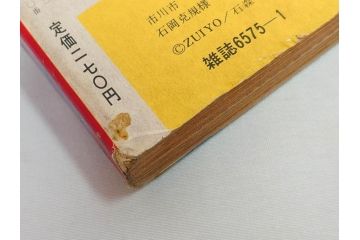 市川市
石岡克規様
©ZUIYO/石森
雑誌6575-1
定価二七〇円